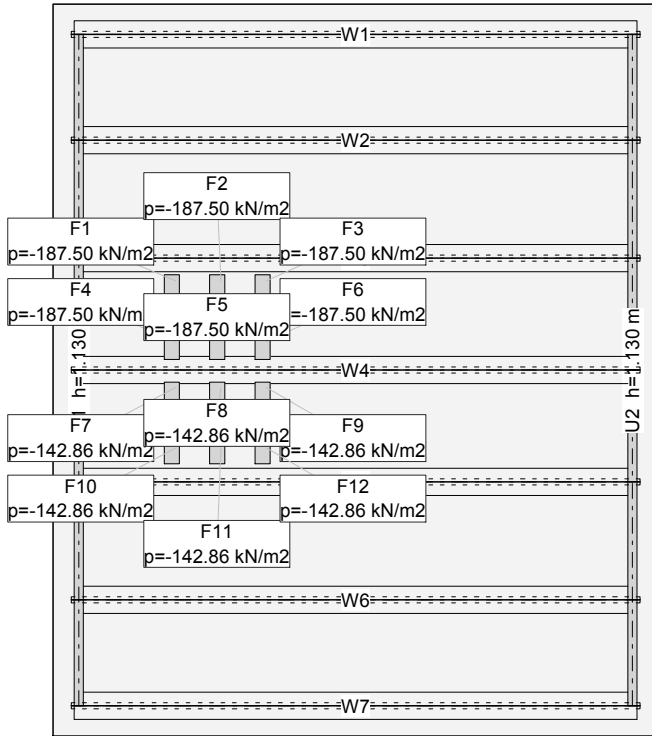 W1
W2
F2
p=-187.50 kN/m2
F1
p=-187.50 kN/m2
F3
p=-187.50 kN/m2
F4
p=-187.50 kN/m2
F5
p=-187.50 kN/m2
F6
=-187.50 kN/m2
h=1.130
U2 h=1.130 m
W4
F7
p=-142.86 kN/m2
F8
p=-142.86 kN/m2
F9
p=-142.86 kN/m2
F10
p=-142.86 kN/m2
F11
p=-142.86 kN/m2
F12
p=-142.86 kN/m2
W6
W7